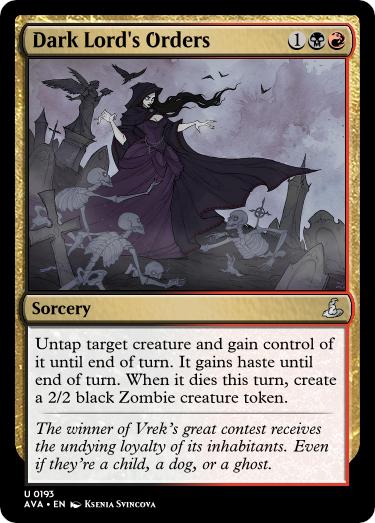 Dark Lord's Orders 1
Sorcery
Untap target creature and gain control of
it until end of turn. It gains haste until
end of turn. When it dies this turn, create
a 2/2 black Zombie creature token.
The winner of Vrek's great contest receives
the undying loyalty of its inhabitants. Even
if they're a child, a dog, or a ghost.
U 0193
AVA • EN Ksenia Svincova